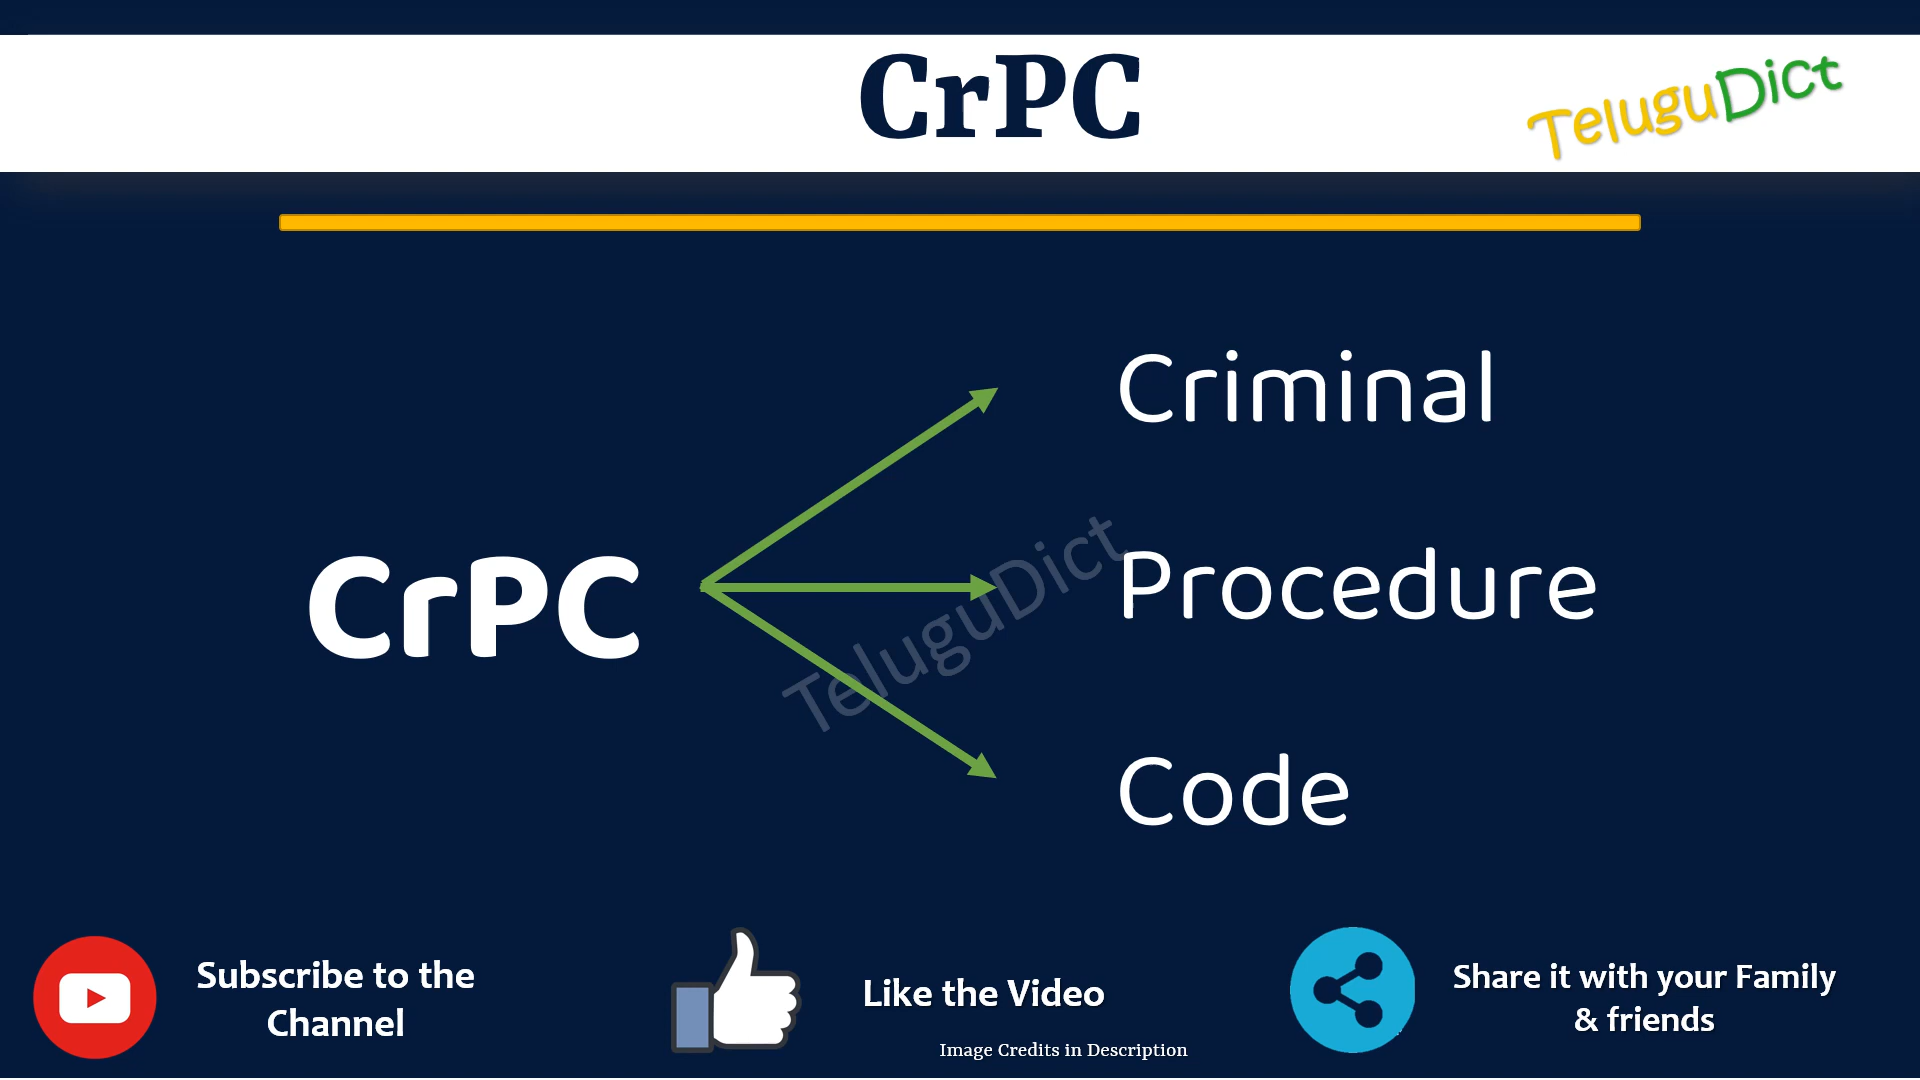 CrPC
TeluguDict
Criminal
CrPC
TeluguDict
Procedure
Code
Subscribe to the
Channel
Like the Video
Share it with your Family
& friends
Image Credits in Description